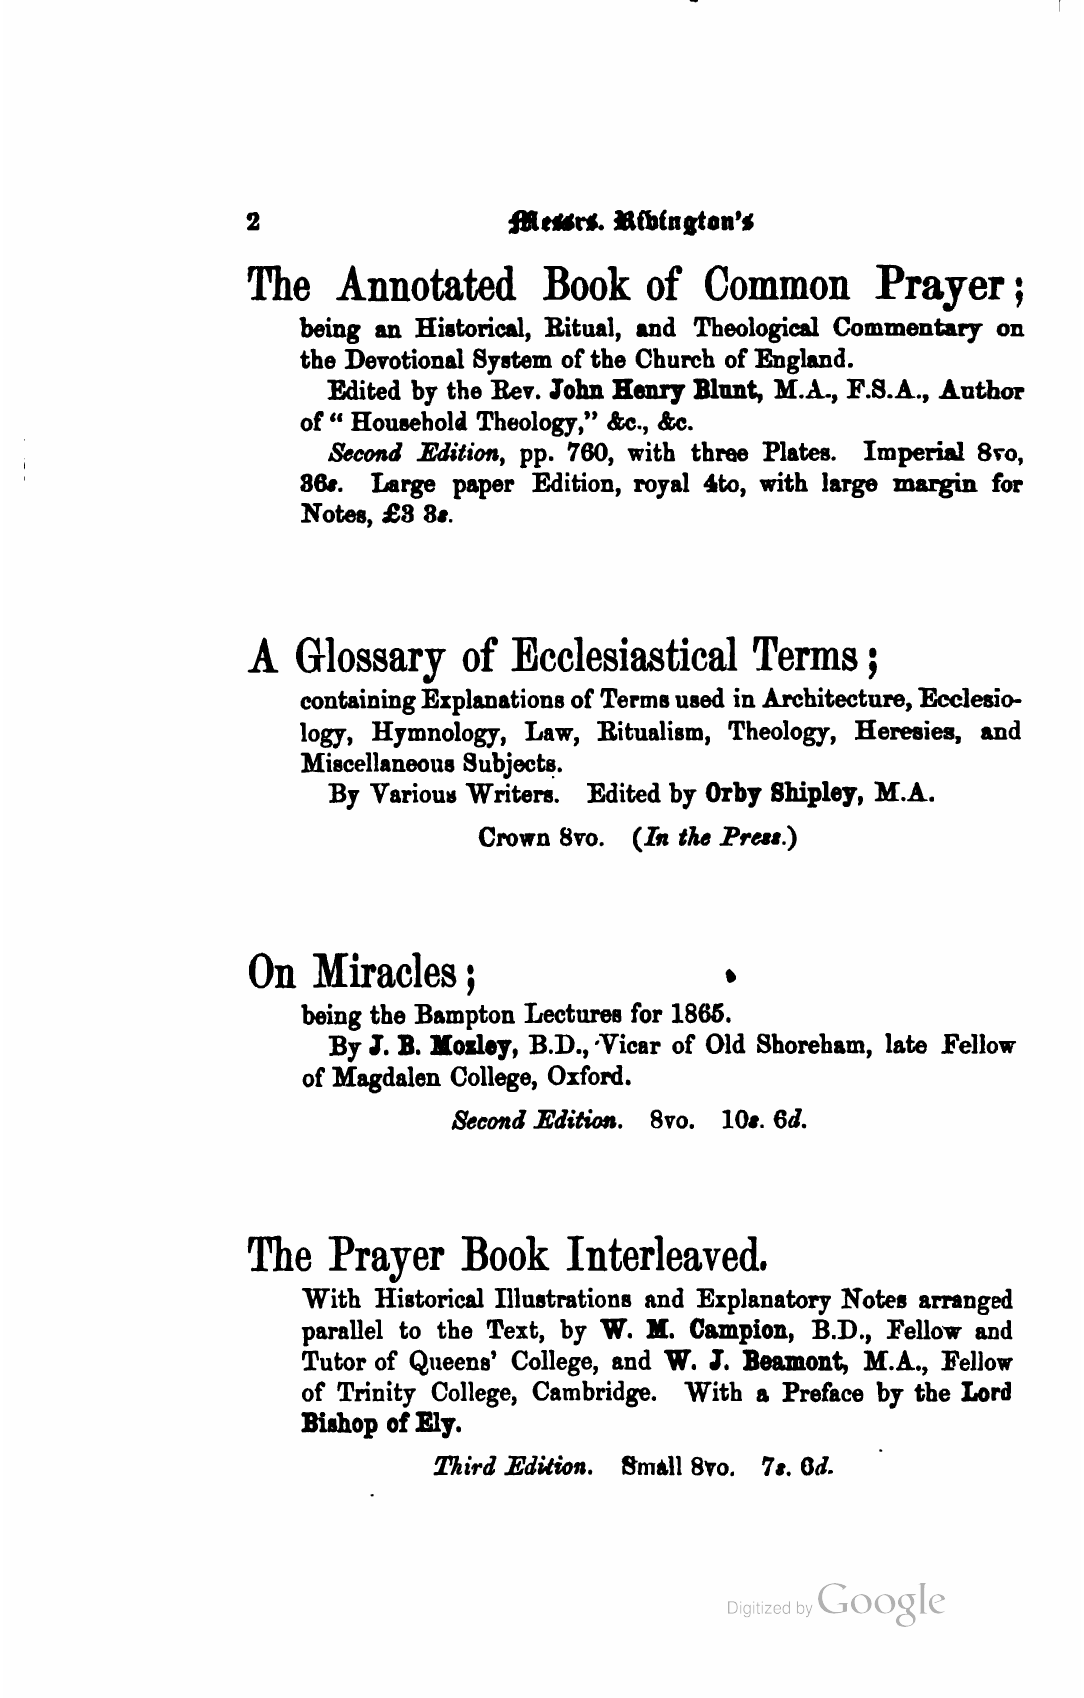 2 Messrs. Rivington's
The Annotated Book of Common Prayer;
being an Historical, Ritual, and Theological Commentary on
the Devotional System of the Church of England.
Edited by the Rev. John Henry Blunt, M.A., F.S.A., Author
of "Household Theology," &c., &c.
Second Edition, pp. 760, with three Plates. Imperial 8vo,
36s. Large paper Edition, royal 4to, with large margin for
Notes, £3 3s.
A Glossary of Ecclesiastical Terms;
containing Explanations of Terms used in Architecture, Ecclesio-
logy, Hymnology, Law, Ritualism, Theology, Heresies, and
Miscellaneous Subjects.
By Various Writers. Edited by Orby Shipley, M.A.
Crown 8vo. (In the Press.)
On Miracles;
being the Bampton Lectures for 1865.
By J. B. Mozley, B.D., Vicar of Old Shoreham, late Fellow
of Magdalen College, Oxford.
Second Edition. 8vo. 10s. 6d.
The Prayer Book Interleaved.
With Historical Illustrations and Explanatory Notes arranged
parallel to the Text, by W. M. Campion, B.D., Fellow and
Tutor of Queens' College, and W. J. Beamont, M.A., Fellow
of Trinity College, Cambridge. With a Preface by the Lord
Bishop of Ely.
Third Edition. Small 8vo. 7s. 6d.
Digitized by Google